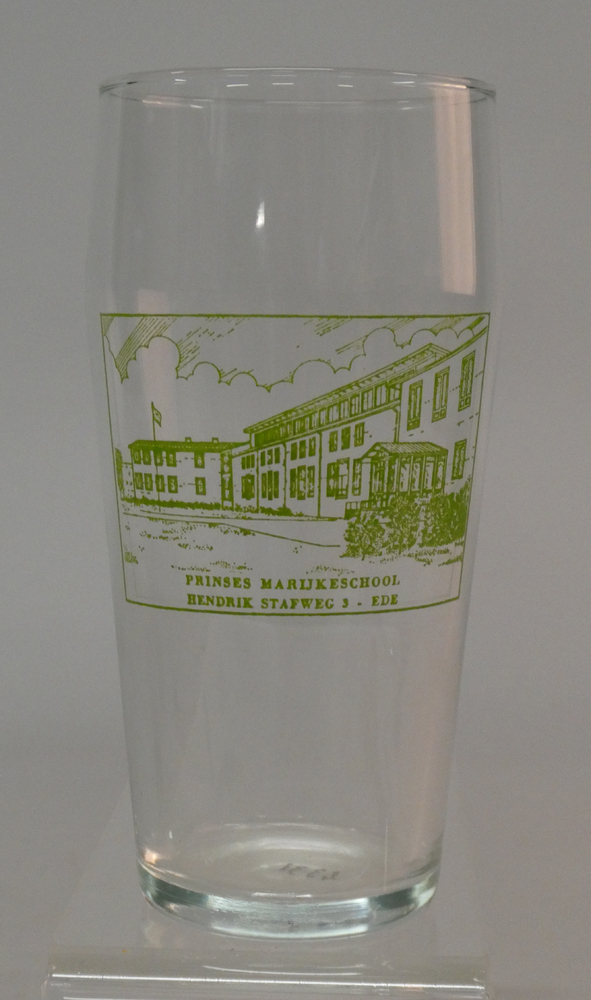 PRINSES MARIJKESCHOOL
HENDRIK STAFWEG 3 - EDE